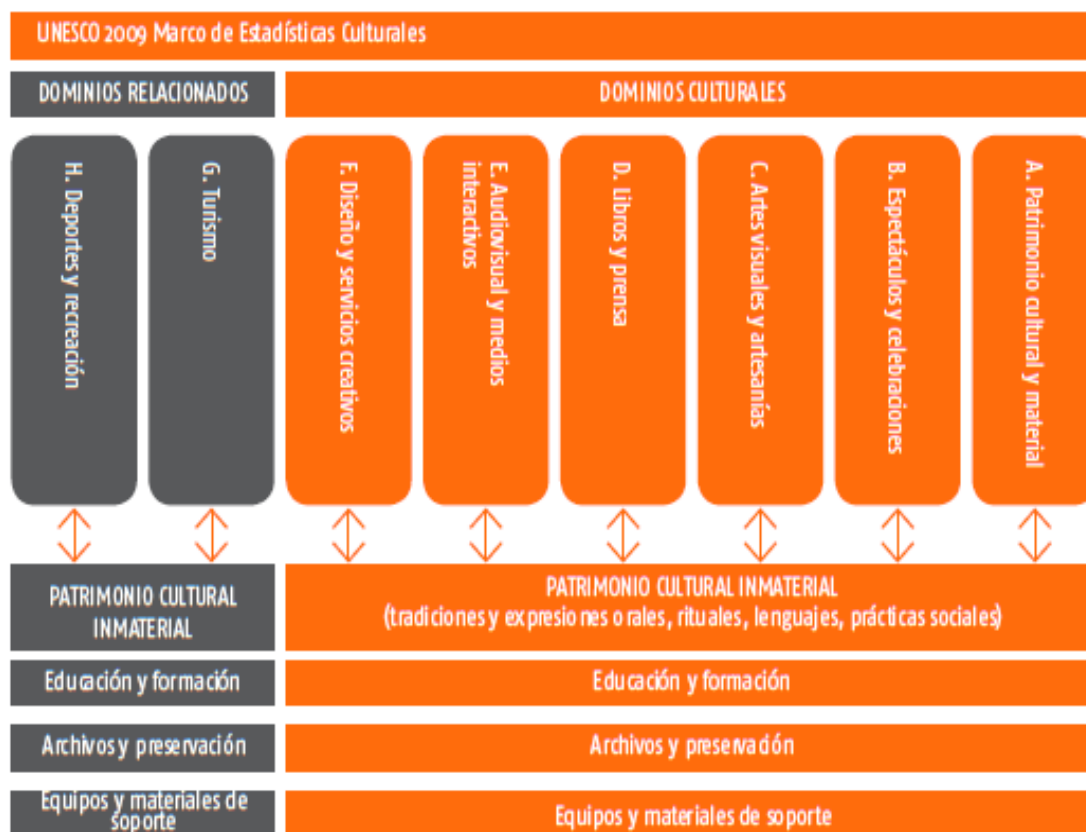 UNESCO 2009 Marco de Estadísticas Culturales
DOMINIOS RELACIONADOS
DOMINIOS CULTURALES
H. Deportes y recreación
G. Turismo
F. Diseño y servicios creativos
E. Audiovisual y medios
interactivos
D. Libros y prensa
C. Artes visuales y artesanías
B. Espectáculos y celebraciones
A. Patrimonio cultural y material
PATRIMONIO CULTURAL
INMATERIAL
PATRIMONIO CULTURAL INMATERIAL
(tradiciones y expresiones orales, rituales, lenguajes, prácticas sociales)
Educación y formación
Educación y formación
Archivos y preservación
Archivos y preservación
Equipos y materiales de
soporte
Equipos y materiales de soporte